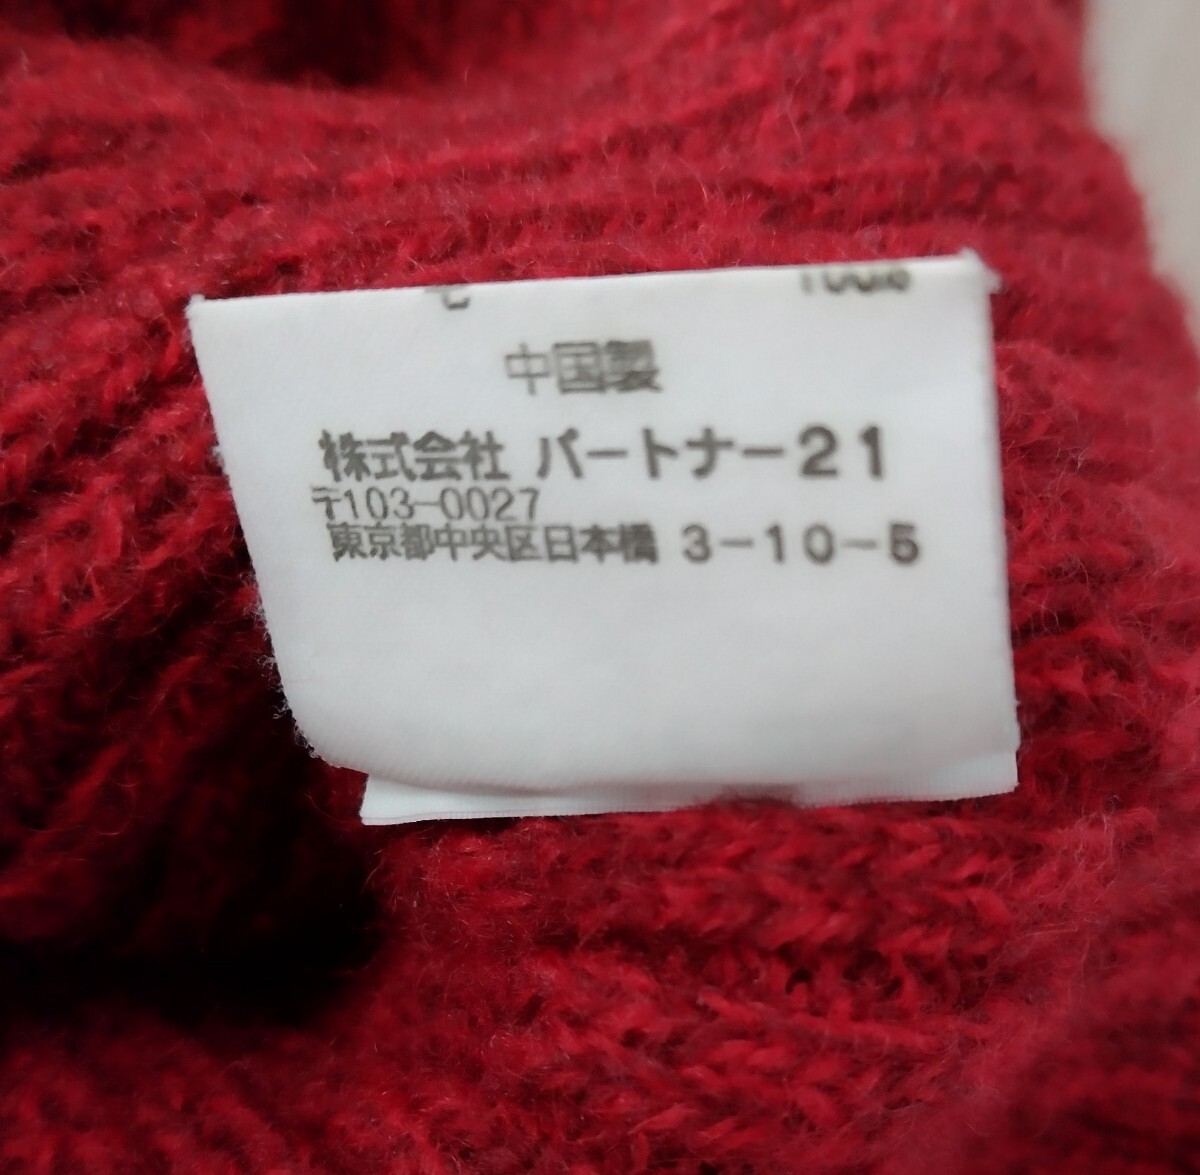 中国製
株式会社 パートナー21
〒103-0027
東京都中央区日本橋 3-10-5